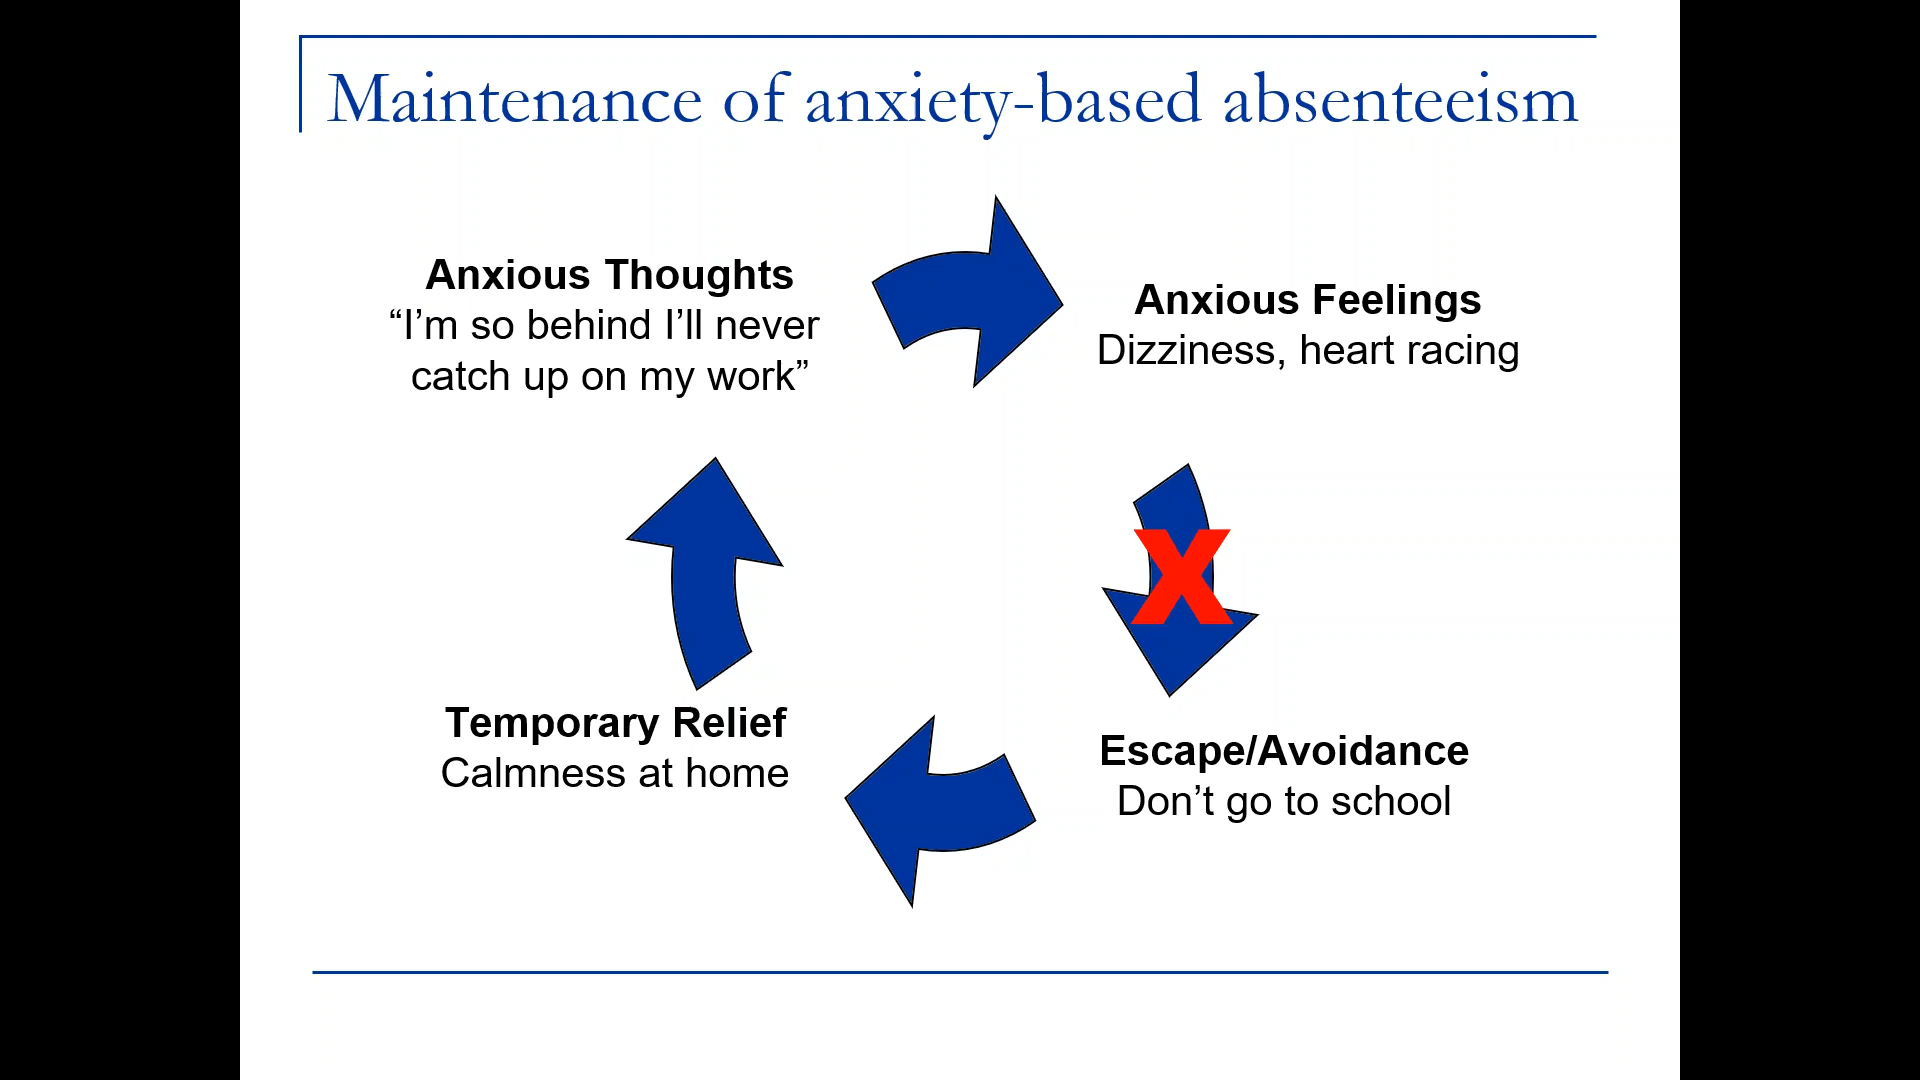 Maintenance of anxiety-based absenteeism
Anxious Thoughts
“I’m so behind I’ll never
catch up on my work”
Anxious Feelings
Dizziness, heart racing
X
Temporary Relief
Calmness at home
Escape/Avoidance
Don’t go to school